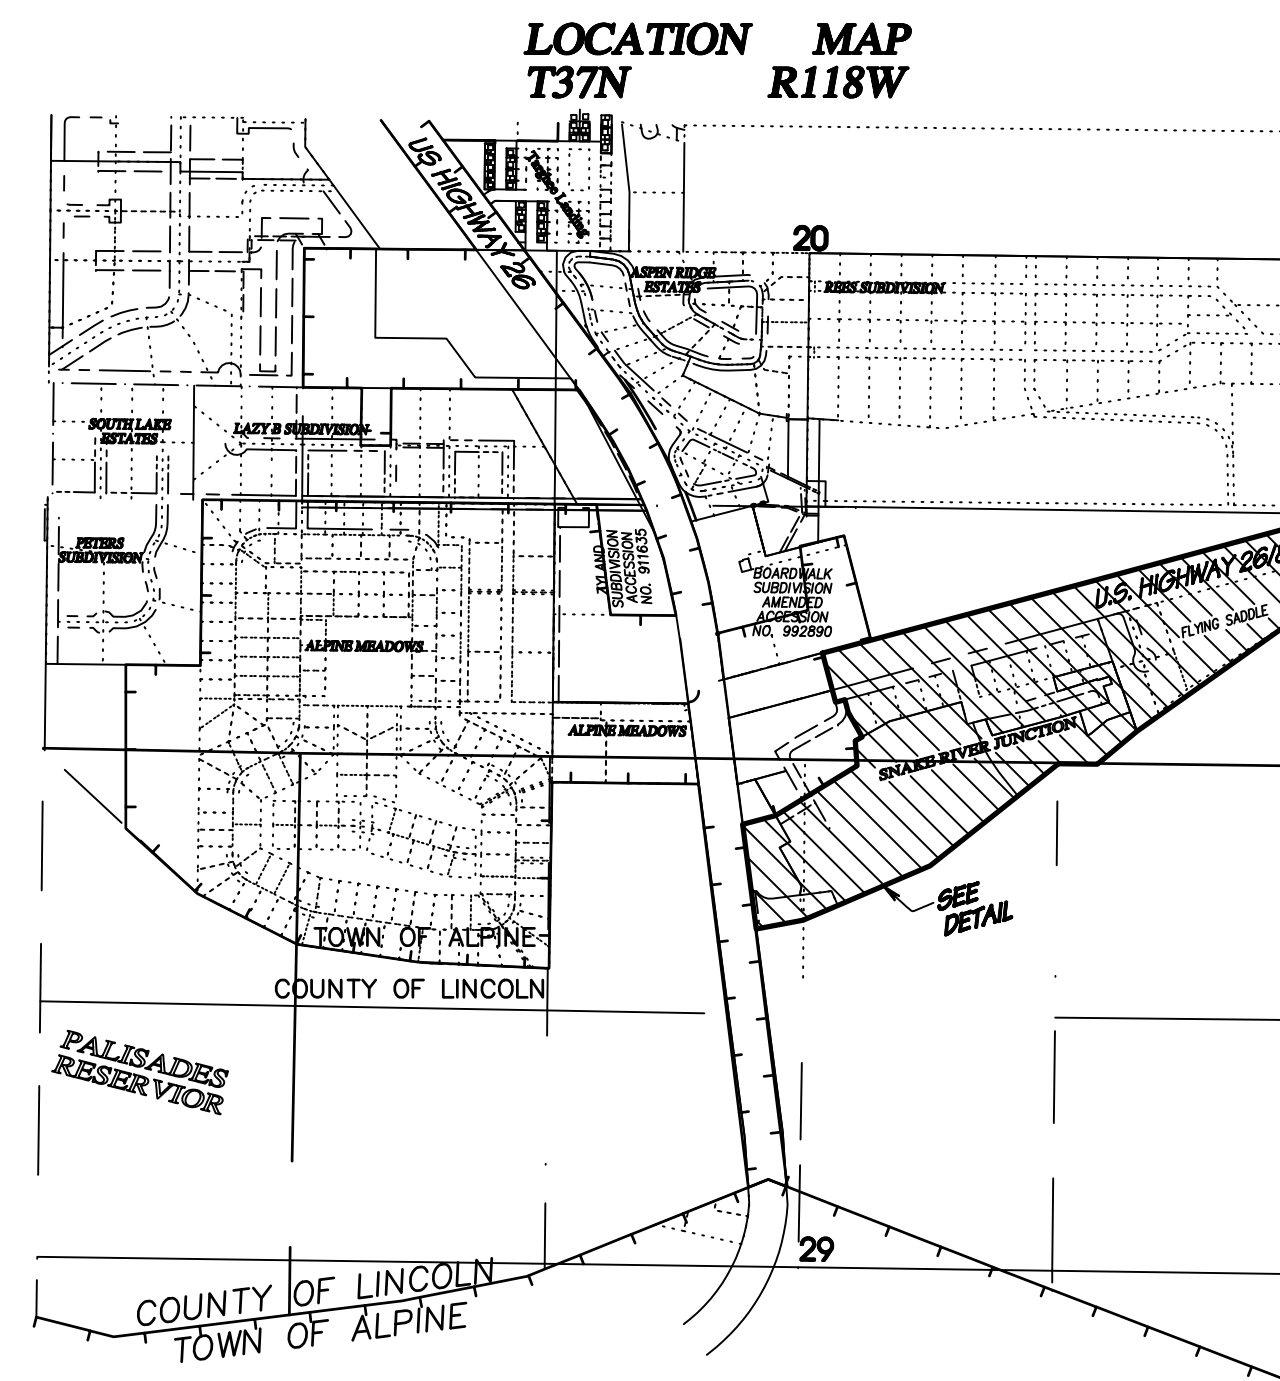 LOCATION MAP
T37N R118W
US HIGHWAY 26
Targhee Landing
20
ASPEN RIDGE
ESTATES
REES SUBDIVISION
SOUTH LAKE
ESTATES
LAZY B SUBDIVISION
PETERS
SUBDIVISION
SUBDIVISION
ACCESSION
NO. 911635
BOARDWALK
SUBDIVISION
AMENDED
ACCESSION
NO. 992890
U.S. HIGHWAY 26/
FLYING SADDLE
ALPINE MEADOWS
ALPINE MEADOWS
SNAKE RIVER JUNCTION
SEE
DETAIL
TOWN OF ALPINE
COUNTY OF LINCOLN
PALISADES
RESERVIOR
29
COUNTY OF LINCOLN
TOWN OF ALPINE